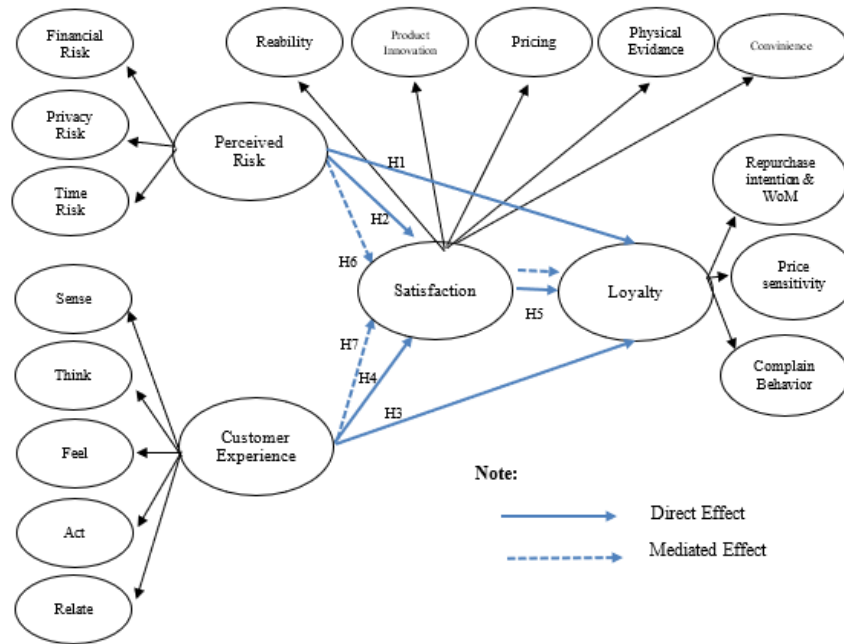 Financial
Risk
Reability
Product
Innovation
Pricing
Physical
Evidance
Convinience
Privacy
Risk
Perceived
Risk
Time
Risk
H1
H2
H6
Repurchase
intention &
WoM
Satisfaction
Loyalty
Price
sensitivity
H5
Sense
Think
H7
H4
H3
Complain
Behavior
Customer
Experience
Feel
Act
Relate
Note:
Direct Effect
Mediated Effect